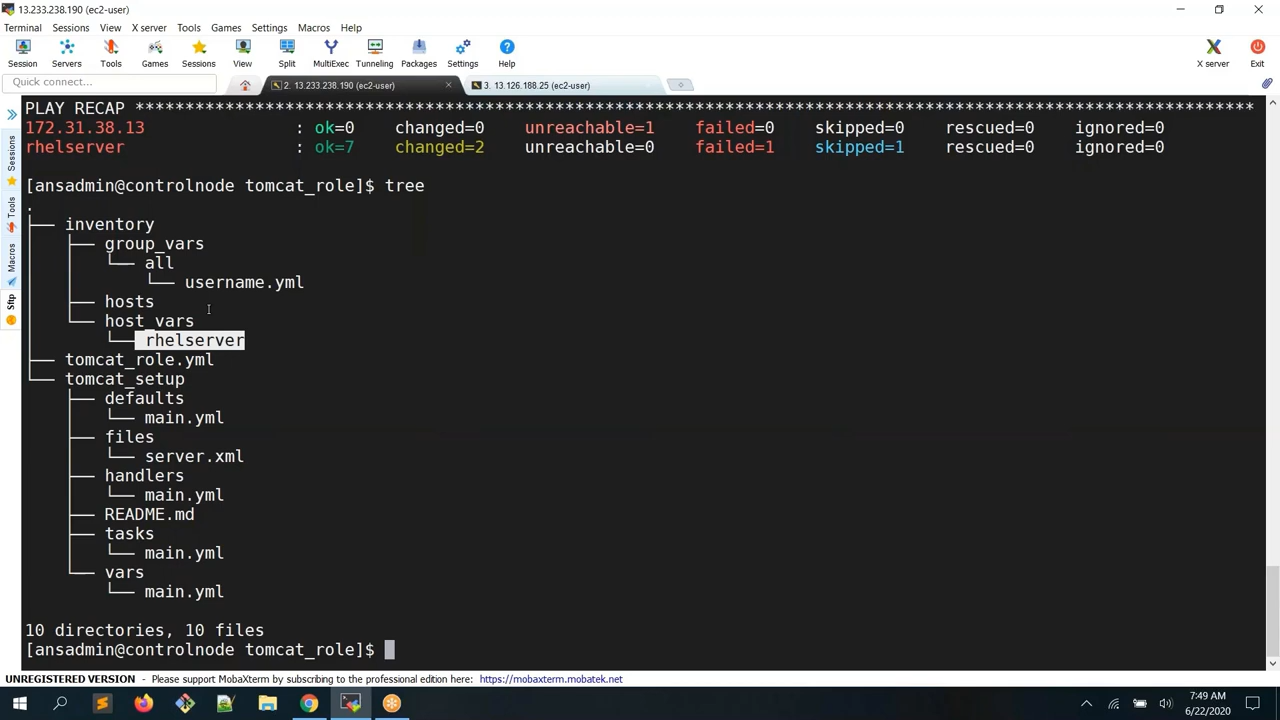 13.233.238.190 (ec2-user)
Terminal Sessions View X server Tools Games Settings Macros Help
Session Servers Tools Games Sessions View Split MultiExec Tunneling Packages Settings Help X server Exit
Quick connect...
2. 13.233.238.190 (ec2-user)
3. 13.126.188.25 (ec2-user)
Sessions
Tools
Macros
Sftp
PLAY RECAP ****************************************************************************************************************
172.31.38.13 : ok=0 changed=0 unreachable=1 failed=0 skipped=0 rescued=0 ignored=0
rhelserver : ok=7 changed=2 unreachable=0 failed=1 skipped=1 rescued=0 ignored=0
[ansadmin@controlnode tomcat_role]$ tree
.
├── inventory
│   ├── group_vars
│   │   └── all
│   │       └── username.yml
│   ├── hosts
│   └── host_vars
│       └── rhelserver
├── tomcat_role.yml
└── tomcat_setup
    ├── defaults
    │   └── main.yml
    ├── files
    │   └── server.xml
    ├── handlers
    │   └── main.yml
    ├── README.md
    ├── tasks
    │   └── main.yml
    └── vars
        └── main.yml
10 directories, 10 files
[ansadmin@controlnode tomcat_role]$
UNREGISTERED VERSION - Please support MobaXterm by subscribing to the professional edition here: https://mobaxterm.mobatek.net
7:49 AM
6/22/2020